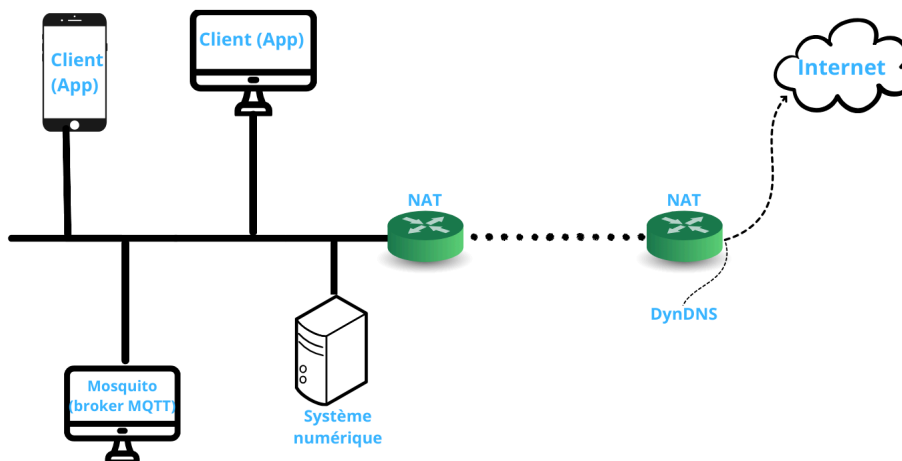 Client
(App)
Client (App)
Internet
NAT
NAT
DynDNS
Mosquito
(broker MQTT)
Système
numérique